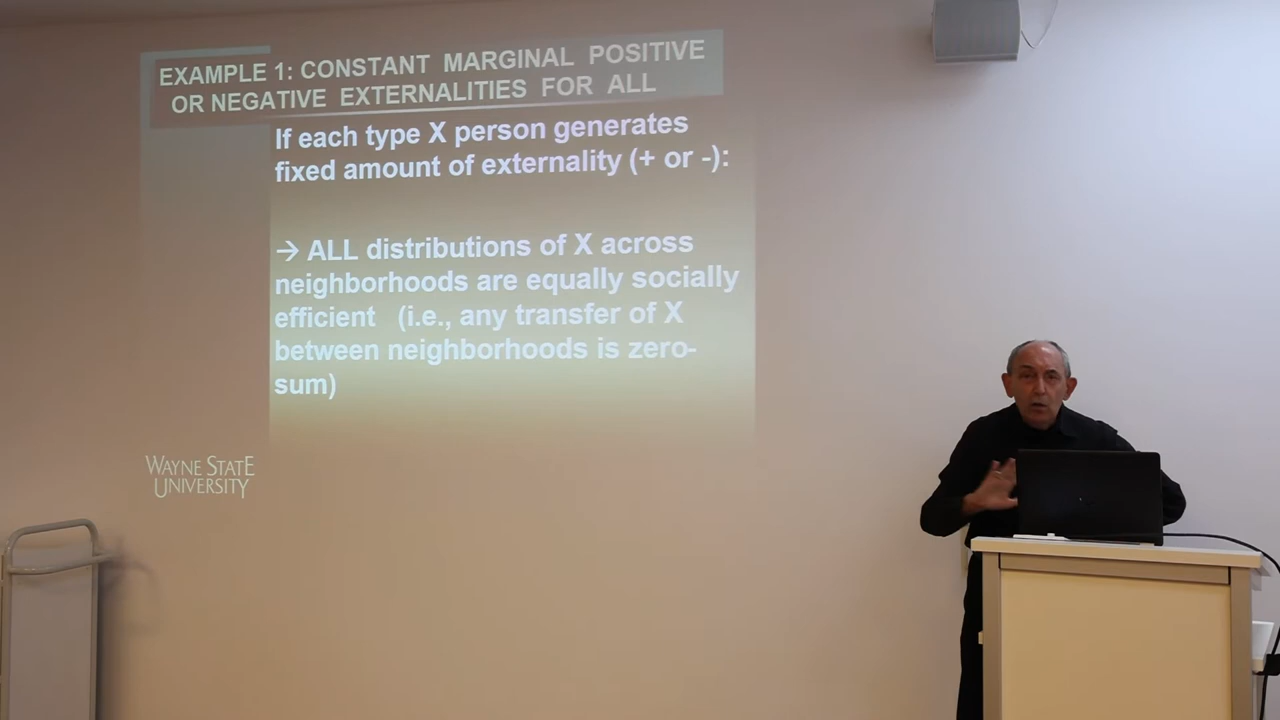 EXAMPLE 1: CONSTANT MARGINAL POSITIVE
OR NEGATIVE EXTERNALITIES FOR ALL
If each type X person generates
fixed amount of externality (+ or -):
→ ALL distributions of X across
neighborhoods are equally socially
efficient (i.e., any transfer of X
between neighborhoods is zero-
sum)
WAYNE STATE
UNIVERSITY